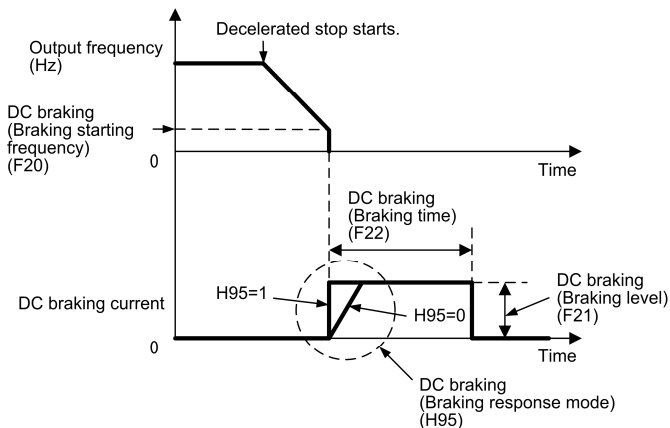 Decelerated stop starts.
Output frequency
(Hz)
DC braking
(Braking starting
frequency)
(F20)
0
Time
DC braking
(Braking time)
(F22)
DC braking current
H95=1
H95=0
DC braking
(Braking level)
(F21)
0
Time
DC braking
(Braking response mode)
(H95)